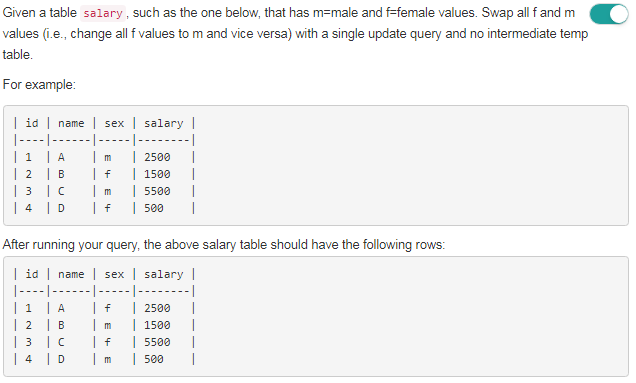 Given a table salary, such as the one below, that has m=male and f=female values. Swap all f and m
values (i.e., change all f values to m and vice versa) with a single update query and no intermediate temp
table.
For example:
| id | name | sex | salary |
|----|------|-----|--------|
| 1 | A | m | 2500 |
| 2 | B | f | 1500 |
| 3 | C | m | 5500 |
| 4 | D | f | 500 |
After running your query, the above salary table should have the following rows:
| id | name | sex | salary |
|----|------|-----|--------|
| 1 | A | f | 2500 |
| 2 | B | m | 1500 |
| 3 | C | f | 5500 |
| 4 | D | m | 500 |